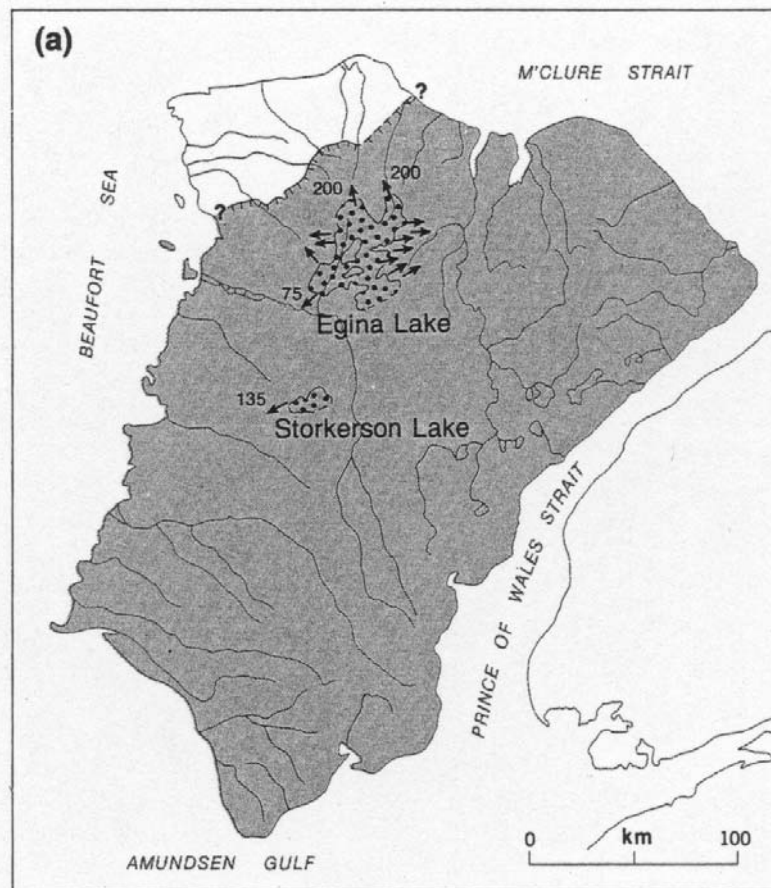 (a)
M'CLURE STRAIT
?
200
200
BEAUFORT SEA
?
75
Egina Lake
135
Storkerson Lake
PRINCE OF WALES STRAIT
km
0 100
AMUNDSEN GULF